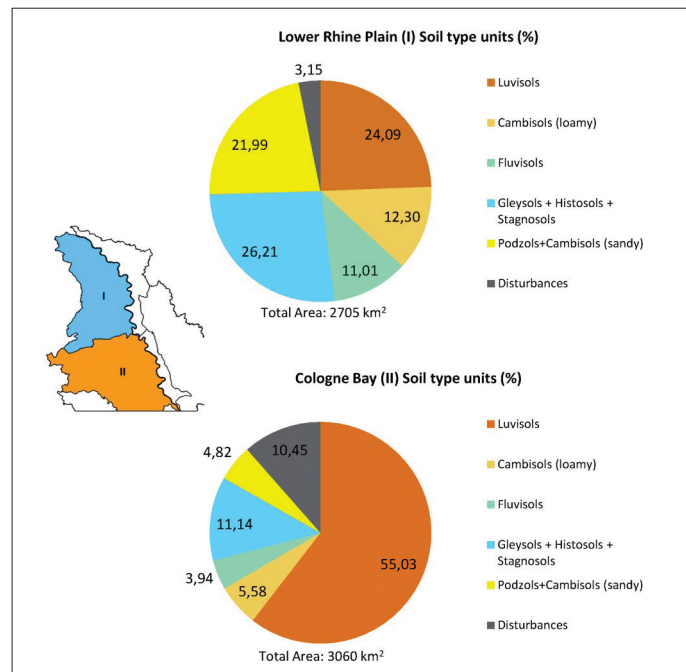 Lower Rhine Plain (I) Soil type units (%)
3,15
24,09
12,30
11,01
26,21
21,99
Luvisols
Cambisols (loamy)
Fluvisols
Gleysols + Histosols +
Stagnosols
Podzols+Cambisols (sandy)
Disturbances
Total Area: 2705 km²
I
II
Cologne Bay (II) Soil type units (%)
10,45
4,82
11,14
3,94
5,58
55,03
Luvisols
Cambisols (loamy)
Fluvisols
Gleysols + Histosols +
Stagnosols
Podzols+Cambisols (sandy)
Disturbances
Total Area: 3060 km²